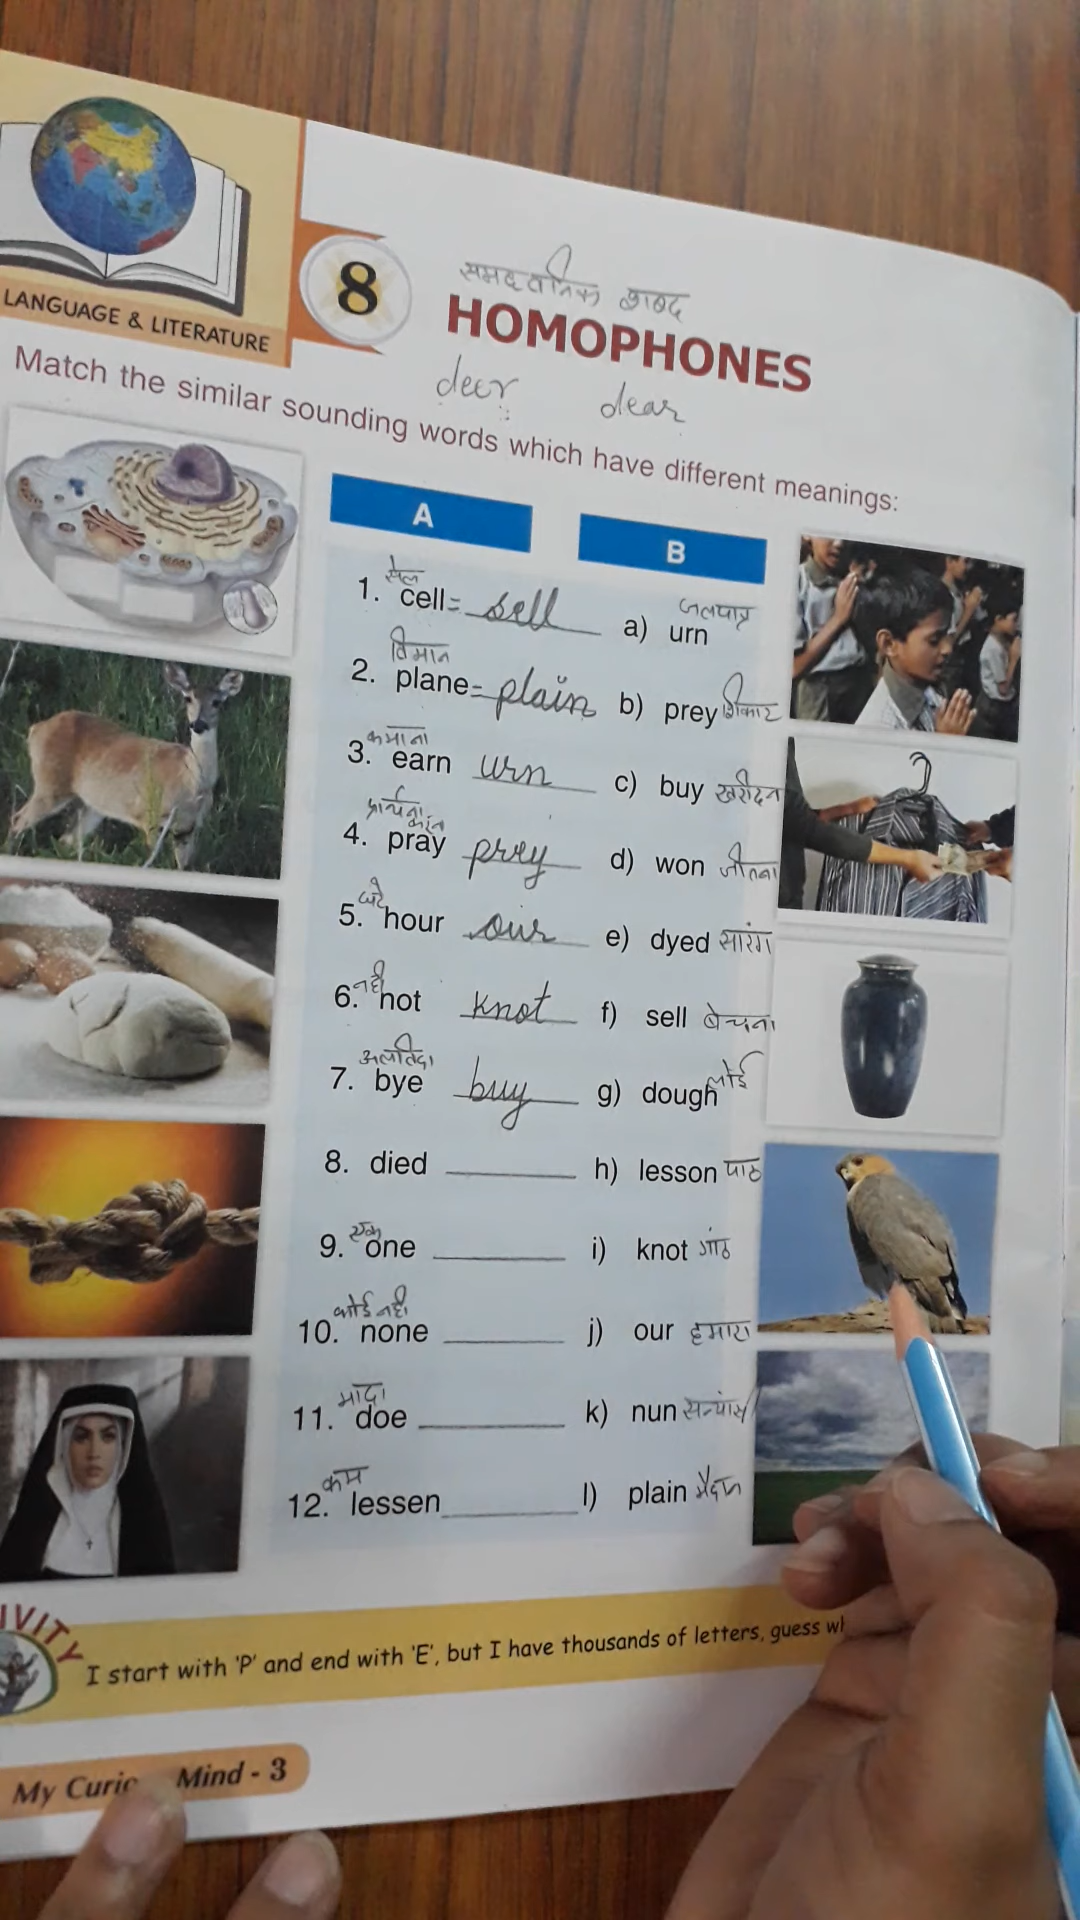 LANGUAGE & LITERATURE
8
शब्द
HOMOPHONES
deer dear
Match the similar sounding words which have different meanings:
A B
सेल
1. cell= sell
जलपात्र
a) urn
विमान
2. plane= plain
b) prey शिकार
कमाना
3. earn urn
c) buy खरीदना
प्रार्थना करना
4. pray prey
d) won जीतना
घंटे
5. hour our
e) dyed सारंग
नही
6. not knot
f) sell बेचना
7. bye buy
g) dough लोई
8. died
h) lesson पाठ
एक
9. one
i) knot गांठ
कोई नही
10. none
j) our हमारा
मादा
11. doe
k) nun
कम
12. lessen
l) plain मैदान
IVITY
I start with 'P' and end with 'E', but I have thousands of letters, guess wh
My Curio Mind - 3